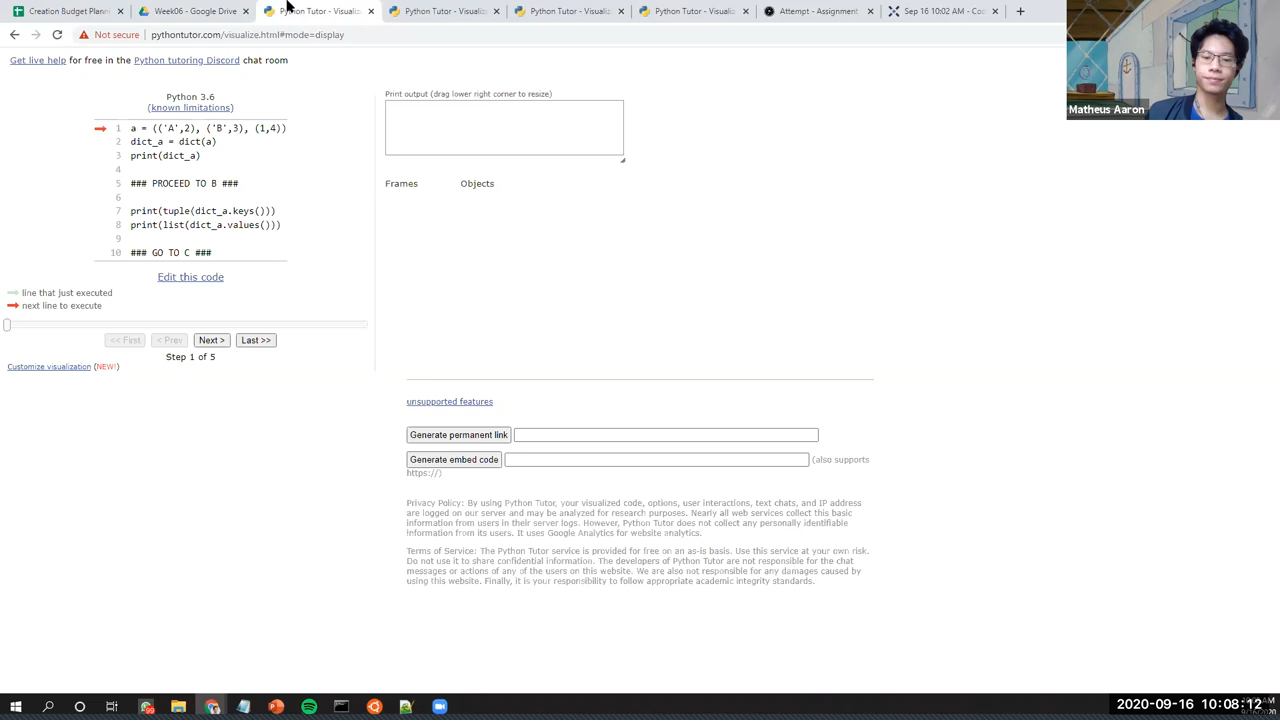 Creation Budget Planning
Week06 - Google Drive
Python Tutor - Visualiz
Python Tutor - Visualiz
Python Tutor - Visualiz
Python Tutor - Visualiz
Attempt - Assignment
Sep 16 10:02 AM - Co
Not secure
pythontutor.com/visualize.html#mode=display
Matheus Aaron
Get live help for free in the Python tutoring Discord chat room
Python 3.6
(known limitations)
1 a = (('A',2), ('B',3), (1,4))
2 dict_a = dict(a)
3 print(dict_a)
4
5 ### PROCEED TO B ###
6
7 print(tuple(dict_a.keys()))
8 print(list(dict_a.values()))
9
10 ### GO TO C ###
Edit this code
line that just executed
next line to execute
<< First < Prev Next > Last >>
Step 1 of 5
Customize visualization (NEW!)
Print output (drag lower right corner to resize)
Frames Objects
unsupported features
Generate permanent link
Generate embed code (also supports
https://)
Privacy Policy: By using Python Tutor, your visualized code, options, user interactions, text chats, and IP address
are logged on our server and may be analyzed for research purposes. Nearly all web services collect this basic
information from users in their server logs. However, Python Tutor does not collect any personally identifiable
information from its users. It uses Google Analytics for website analytics.
Terms of Service: The Python Tutor service is provided for free on an as-is basis. Use this service at your own risk.
Do not use it to share confidential information. The developers of Python Tutor are not responsible for the chat
messages or actions of any of the users on this website. We are also not responsible for any damages caused by
using this website. Finally, it is your responsibility to follow appropriate academic integrity standards.
2020-09-16 10:08:12